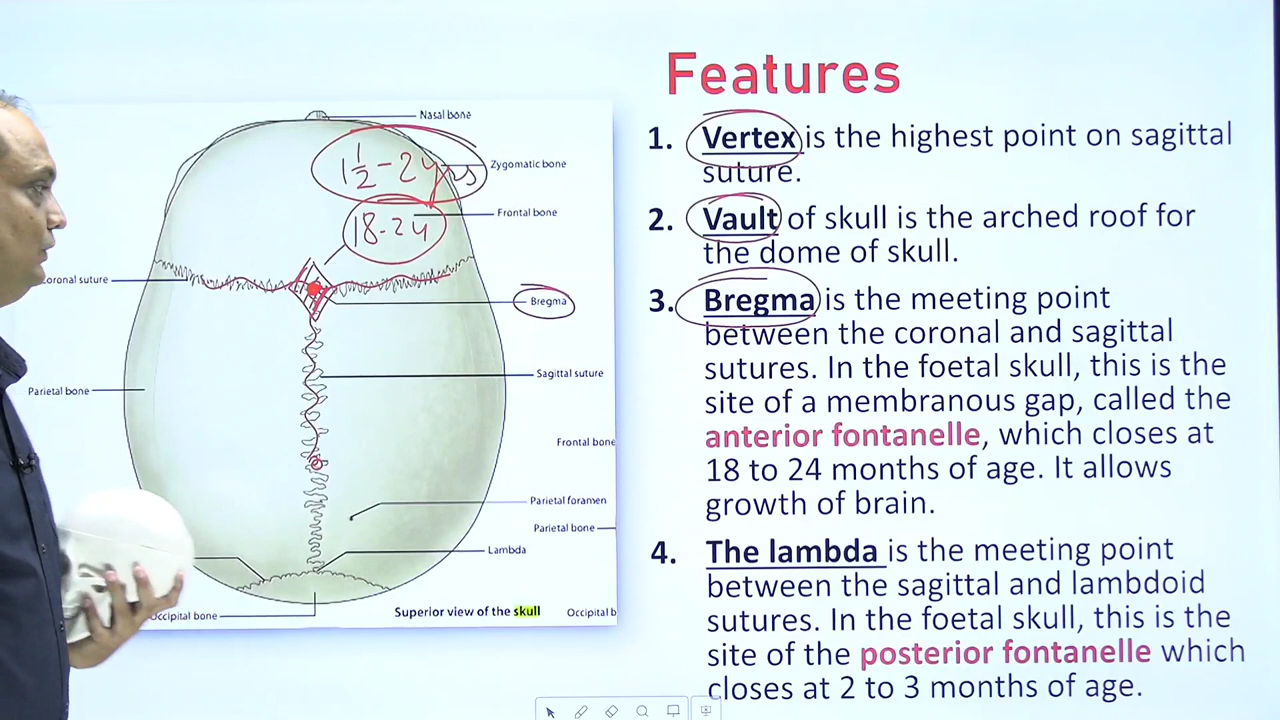 Features
1. Vertex is the highest point on sagittal
suture.
2. Vault of skull is the arched roof for
the dome of skull.
3. Bregma is the meeting point
between the coronal and sagittal
sutures. In the foetal skull, this is the
site of a membranous gap, called the
anterior fontanelle, which closes at
18 to 24 months of age. It allows
growth of brain.
4. The lambda is the meeting point
between the sagittal and lambdoid
sutures. In the foetal skull, this is the
site of the posterior fontanelle which
closes at 2 to 3 months of age.
Nasal bone
1 1/2 - 2 yrs
Zygomatic bone
Frontal bone
18-24
oronal suture
Bregma
Sagittal suture
Parietal bone
Frontal bone
Parietal foramen
Parietal bone
Lambda
Occipital bone
Superior view of the skull
Occipital b